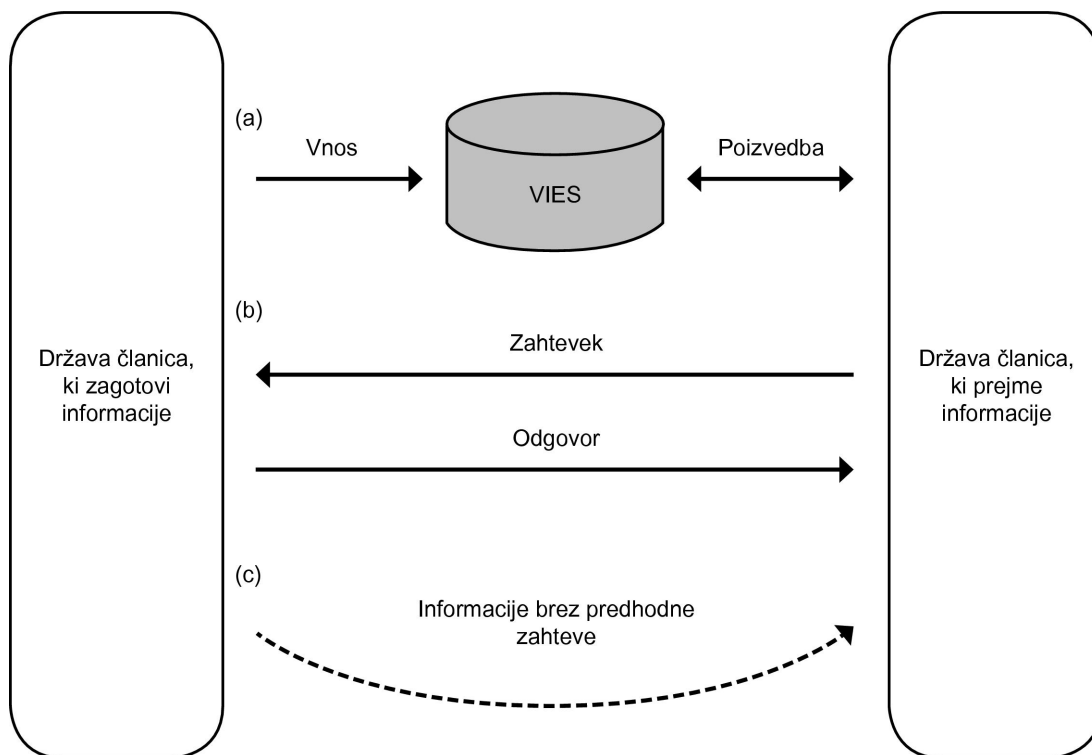 (a)
Vnos
Poizvedba
VIES
(b)
Država članica,
ki zagotovi
informacije
Zahtevek
Država članica,
ki prejme
informacije
Odgovor
(c)
Informacije brez predhodne
zahteve